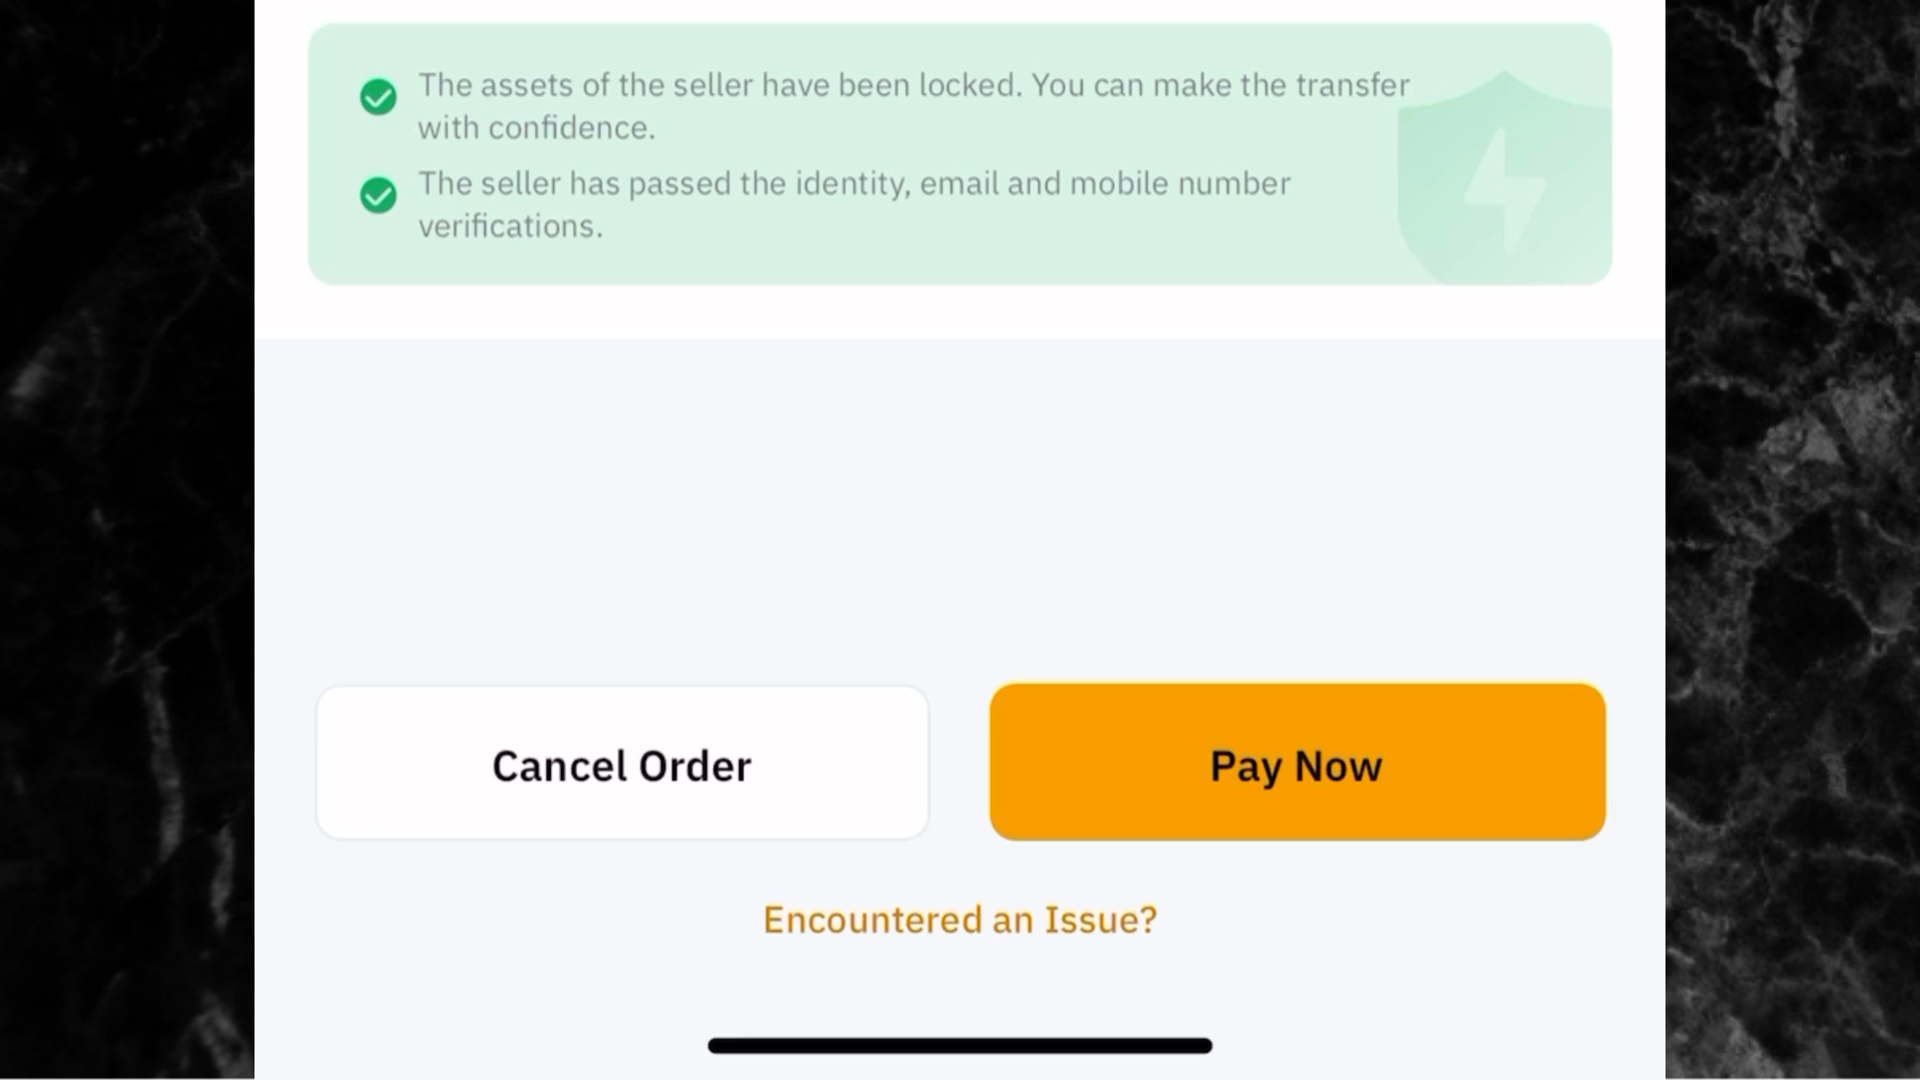 The assets of the seller have been locked. You can make the transfer
with confidence.
The seller has passed the identity, email and mobile number
verifications.
Cancel Order
Pay Now
Encountered an Issue?